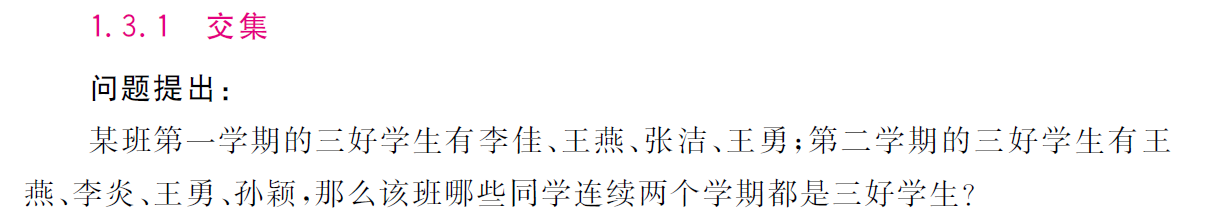 1.3.1 交集
问题提出：
某班第一学期的三好学生有李佳、王燕、张洁、王勇；第二学期的三好学生有王
燕、李炎、王勇、孙颖，那么该班哪些同学连续两个学期都是三好学生？